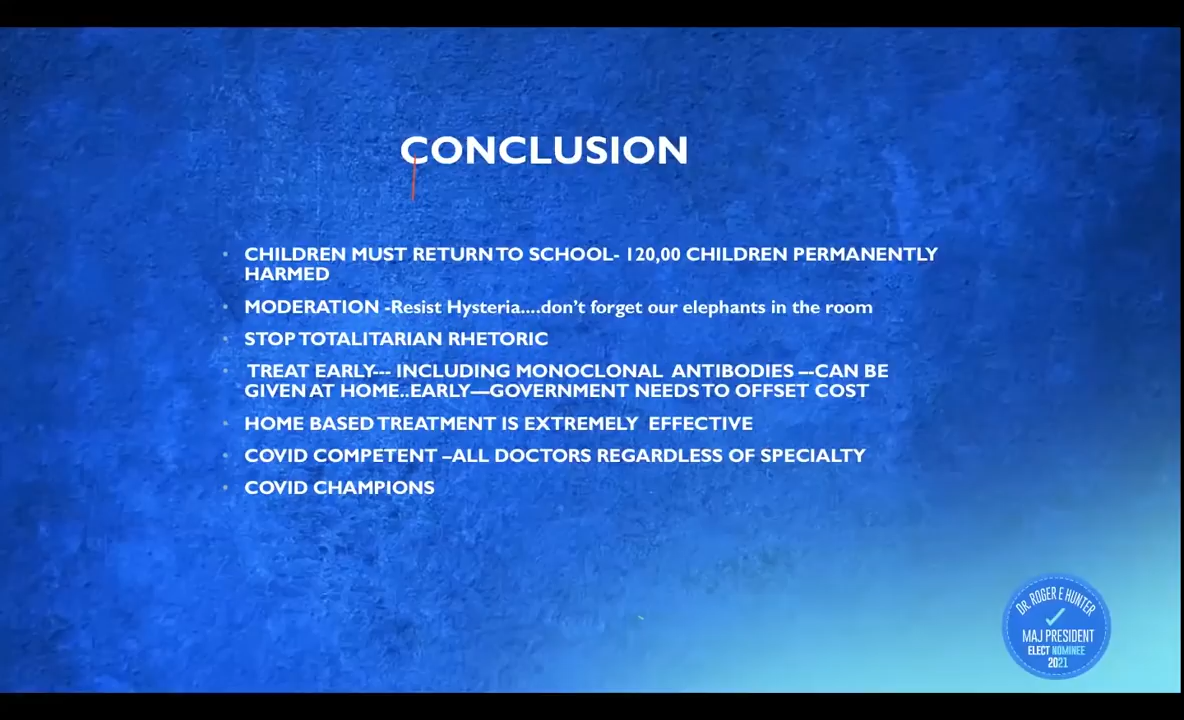 CONCLUSION
CHILDREN MUST RETURN TO SCHOOL- 120,00 CHILDREN PERMANENTLY
HARMED
MODERATION -Resist Hysteria....don't forget our elephants in the room
STOP TOTALITARIAN RHETORIC
TREAT EARLY--- INCLUDING MONOCLONAL ANTIBODIES –-CAN BE
GIVEN AT HOME..EARLY—GOVERNMENT NEEDS TO OFFSET COST
HOME BASED TREATMENT IS EXTREMELY EFFECTIVE
COVID COMPETENT –ALL DOCTORS REGARDLESS OF SPECIALTY
COVID CHAMPIONS
DR. ROGER E HUNTER
MAJ PRESIDENT
ELECT NOMINEE
2021